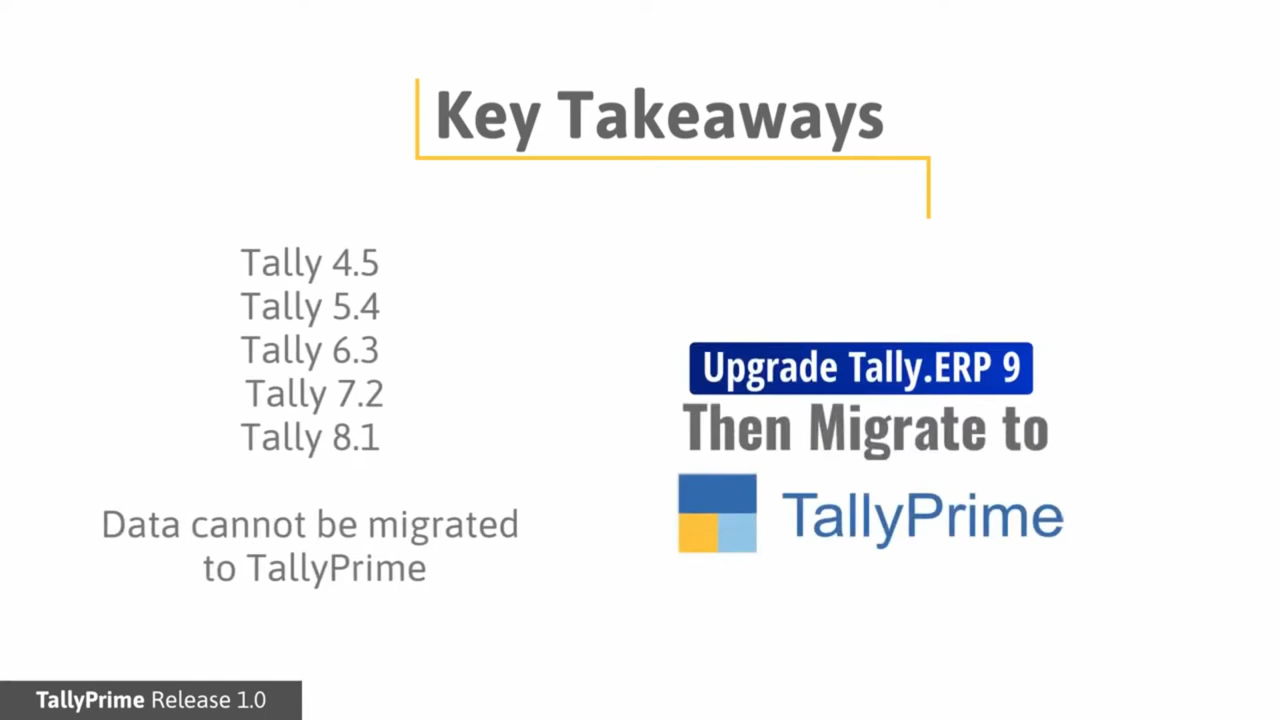 Key Takeaways
Tally 4.5
Tally 5.4
Tally 6.3
Tally 7.2
Tally 8.1
Data cannot be migrated
to TallyPrime
Upgrade Tally.ERP 9
Then Migrate to
TallyPrime
TallyPrime Release 1.0